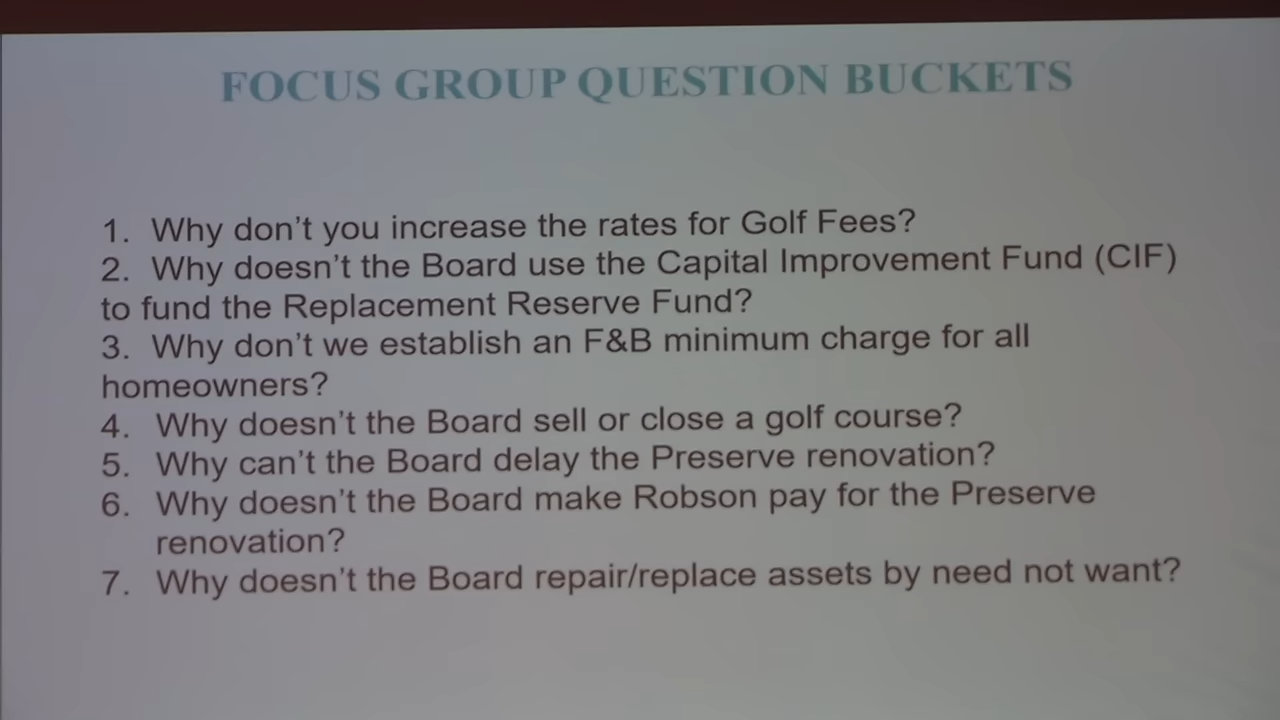 FOCUS GROUP QUESTION BUCKETS
1. Why don't you increase the rates for Golf Fees?
2. Why doesn't the Board use the Capital Improvement Fund (CIF)
to fund the Replacement Reserve Fund?
3. Why don't we establish an F&B minimum charge for all
homeowners?
4. Why doesn't the Board sell or close a golf course?
5. Why can't the Board delay the Preserve renovation?
6. Why doesn't the Board make Robson pay for the Preserve
renovation?
7. Why doesn't the Board repair/replace assets by need not want?